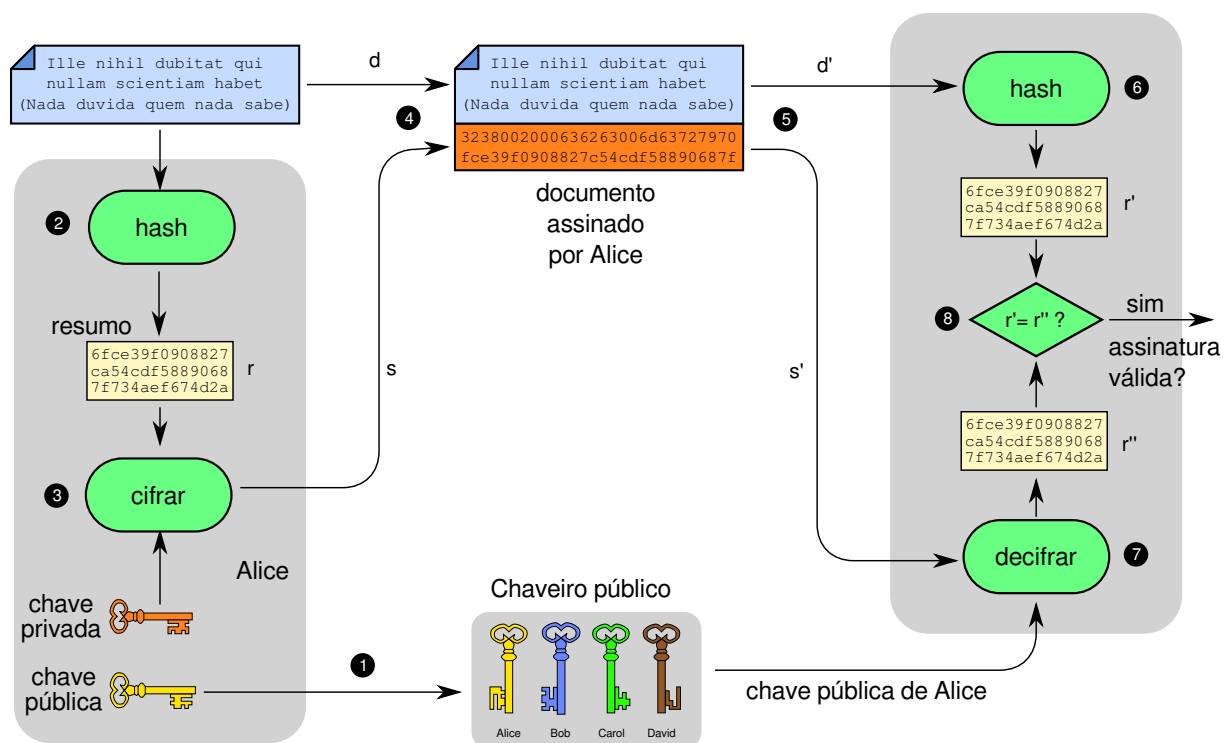 Ille nihil dubitat qui
nullam scientiam habet
(Nada duvida quem nada sabe)
d
4
Ille nihil dubitat qui
nullam scientiam habet
(Nada duvida quem nada sabe)
3238002000636263006d63727970
fce39f0908827c54cdf58890687f
documento
assinado
por Alice
d'
5
hash
6
2
hash
resumo
6fce39f0908827
ca54cdf5889068
7f734aef674d2a
r
s
3
cifrar
Alice
chave
privada
chave
pública
1
Chaveiro público
Alice
Bob
Carol
David
chave pública de Alice
s'
6fce39f0908827
ca54cdf5889068
7f734aef674d2a
r'
8
r'= r'' ?
sim
assinatura
válida?
6fce39f0908827
ca54cdf5889068
7f734aef674d2a
r''
decifrar
7